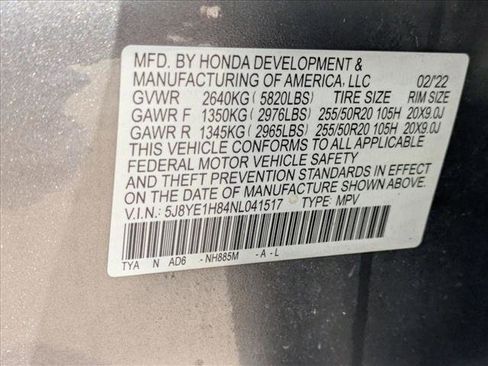 MFD. BY HONDA DEVELOPMENT &
MANUFACTURING OF AMERICA, LLC 02/'22
GVWR 2640KG ( 5820LBS) TIRE SIZE RIM SIZE
GAWR F 1350KG ( 2976LBS) 255/50R20 105H 20X9.0J
GAWR R 1345KG ( 2965LBS) 255/50R20 105H 20X9.0J
THIS VEHICLE CONFORMS TO ALL APPLICABLE
FEDERAL MOTOR VEHICLE SAFETY
AND THEFT PREVENTION STANDARDS IN EFFECT
ON THE DATE OF MANUFACTURE SHOWN ABOVE.
V.I.N.: 5J8YE1H84NL041517 TYPE: MPV
TYA N AD6 - NH885M - A - L